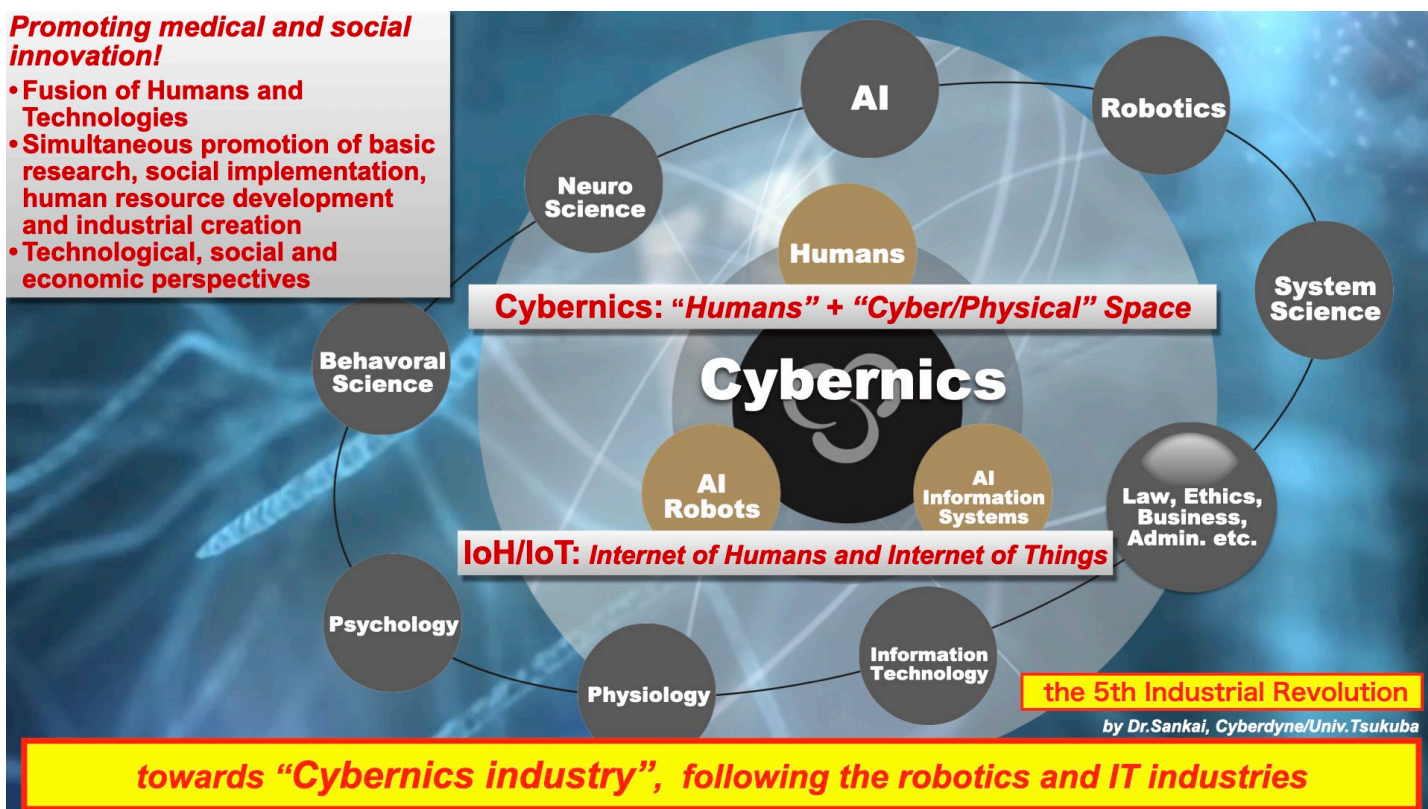 Promoting medical and social
innovation!
• Fusion of Humans and
Technologies
• Simultaneous promotion of basic
research, social implementation,
human resource development
and industrial creation
• Technological, social and
economic perspectives
AI
Robotics
Neuro
Science
Humans
System
Science
Cybernics: “Humans” + “Cyber/Physical” Space
Behavoral
Science
Cybernics
AI
Robots
AI
Information
Systems
Law, Ethics,
Business,
Admin. etc.
IoH/IoT: Internet of Humans and Internet of Things
Psychology
Physiology
Information
Technology
the 5th Industrial Revolution
by Dr.Sankai, Cyberdyne/Univ.Tsukuba
towards “Cybernics industry”, following the robotics and IT industries